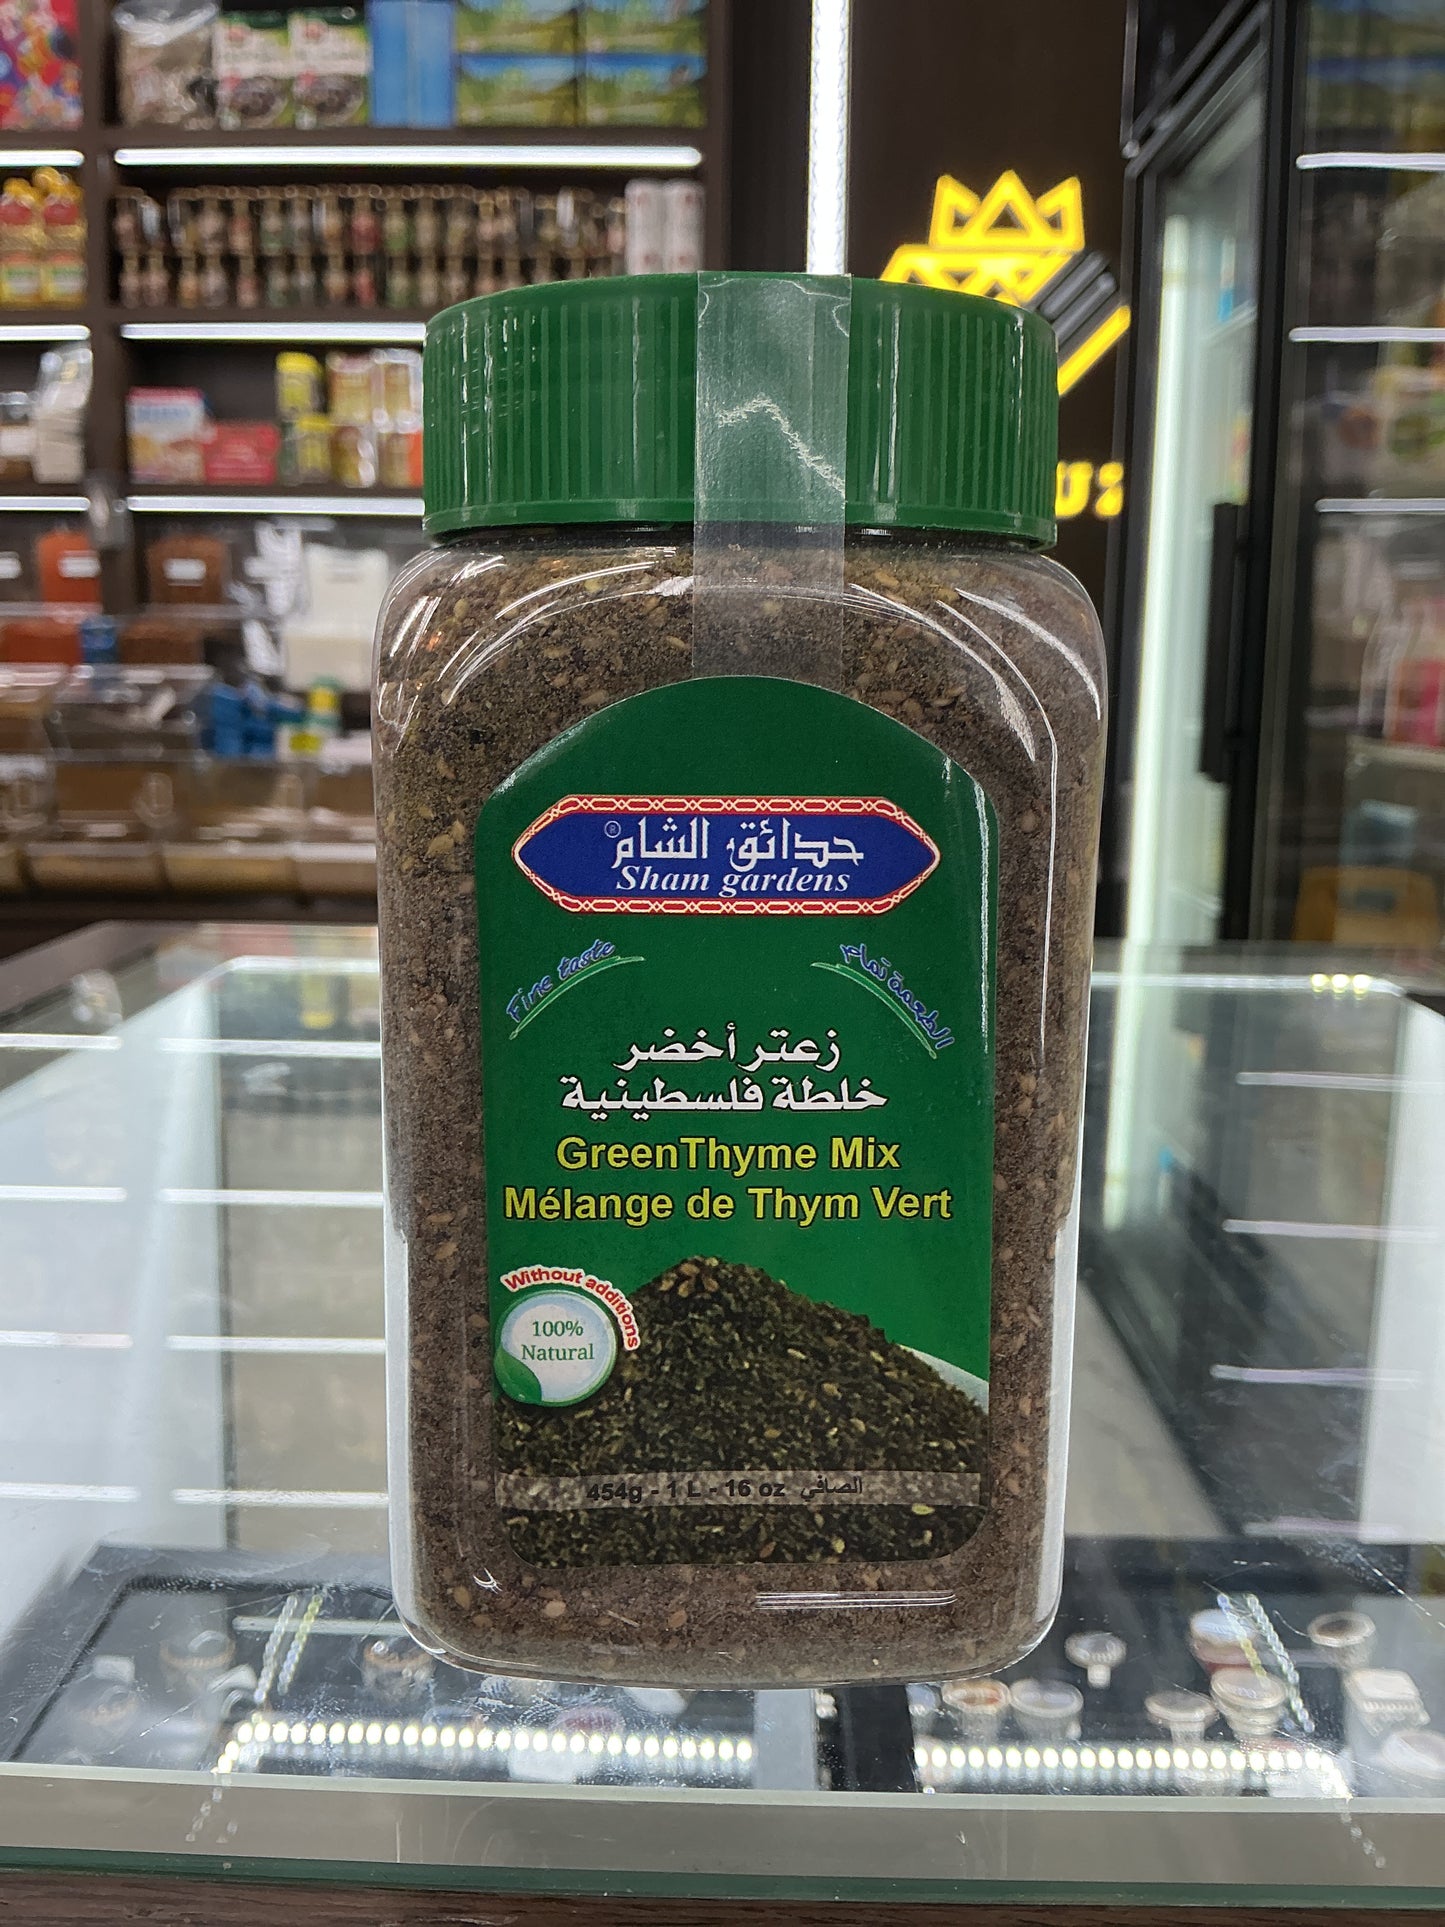 حدائق الشام®
Sham gardens
Fine taste
الطعمة تمام
زعتر أخضر
خلطة فلسطينية
GreenThyme Mix
Mélange de Thym Vert
Without additions
100%
Natural
454g - 1 L - 16 oz الصافي